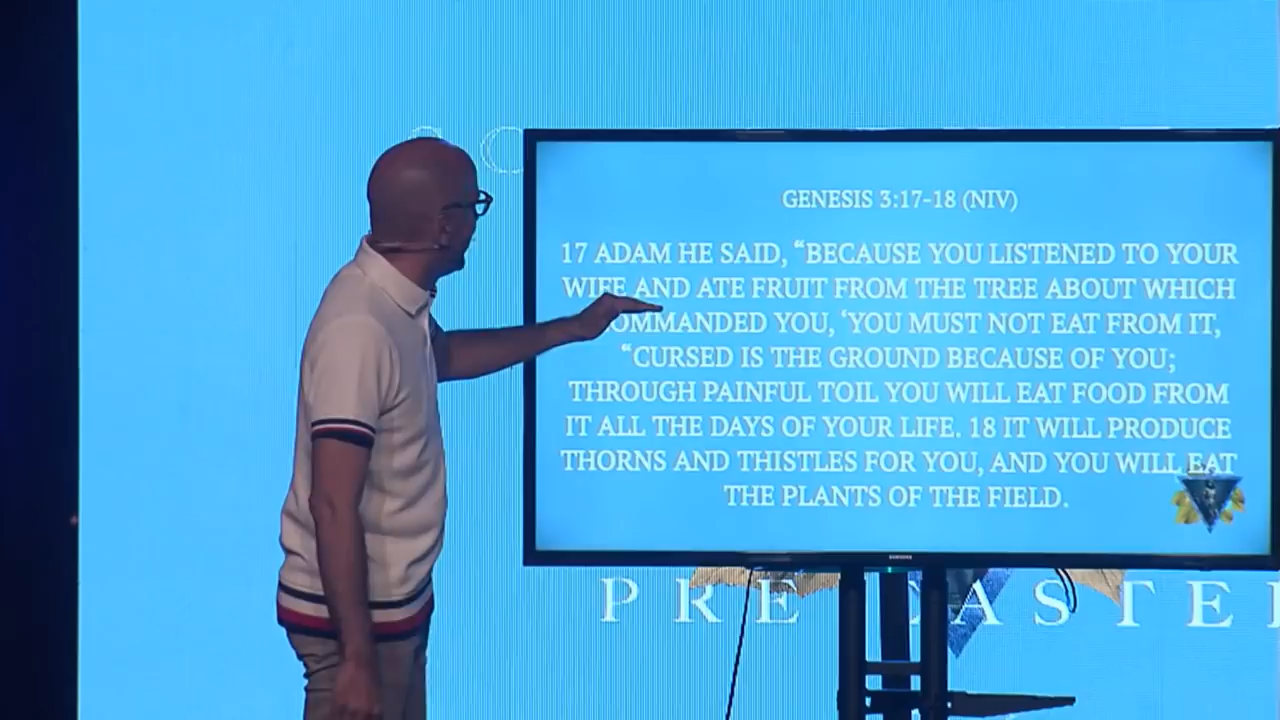 GENESIS 3:17-18 (NIV)
17 ADAM HE SAID, “BECAUSE YOU LISTENED TO YOUR
WIFE AND ATE FRUIT FROM THE TREE ABOUT WHICH
COMMANDED YOU, ‘YOU MUST NOT EAT FROM IT,
“CURSED IS THE GROUND BECAUSE OF YOU;
THROUGH PAINFUL TOIL YOU WILL EAT FOOD FROM
IT ALL THE DAYS OF YOUR LIFE. 18 IT WILL PRODUCE
THORNS AND THISTLES FOR YOU, AND YOU WILL EAT
THE PLANTS OF THE FIELD.
SAMSUNG